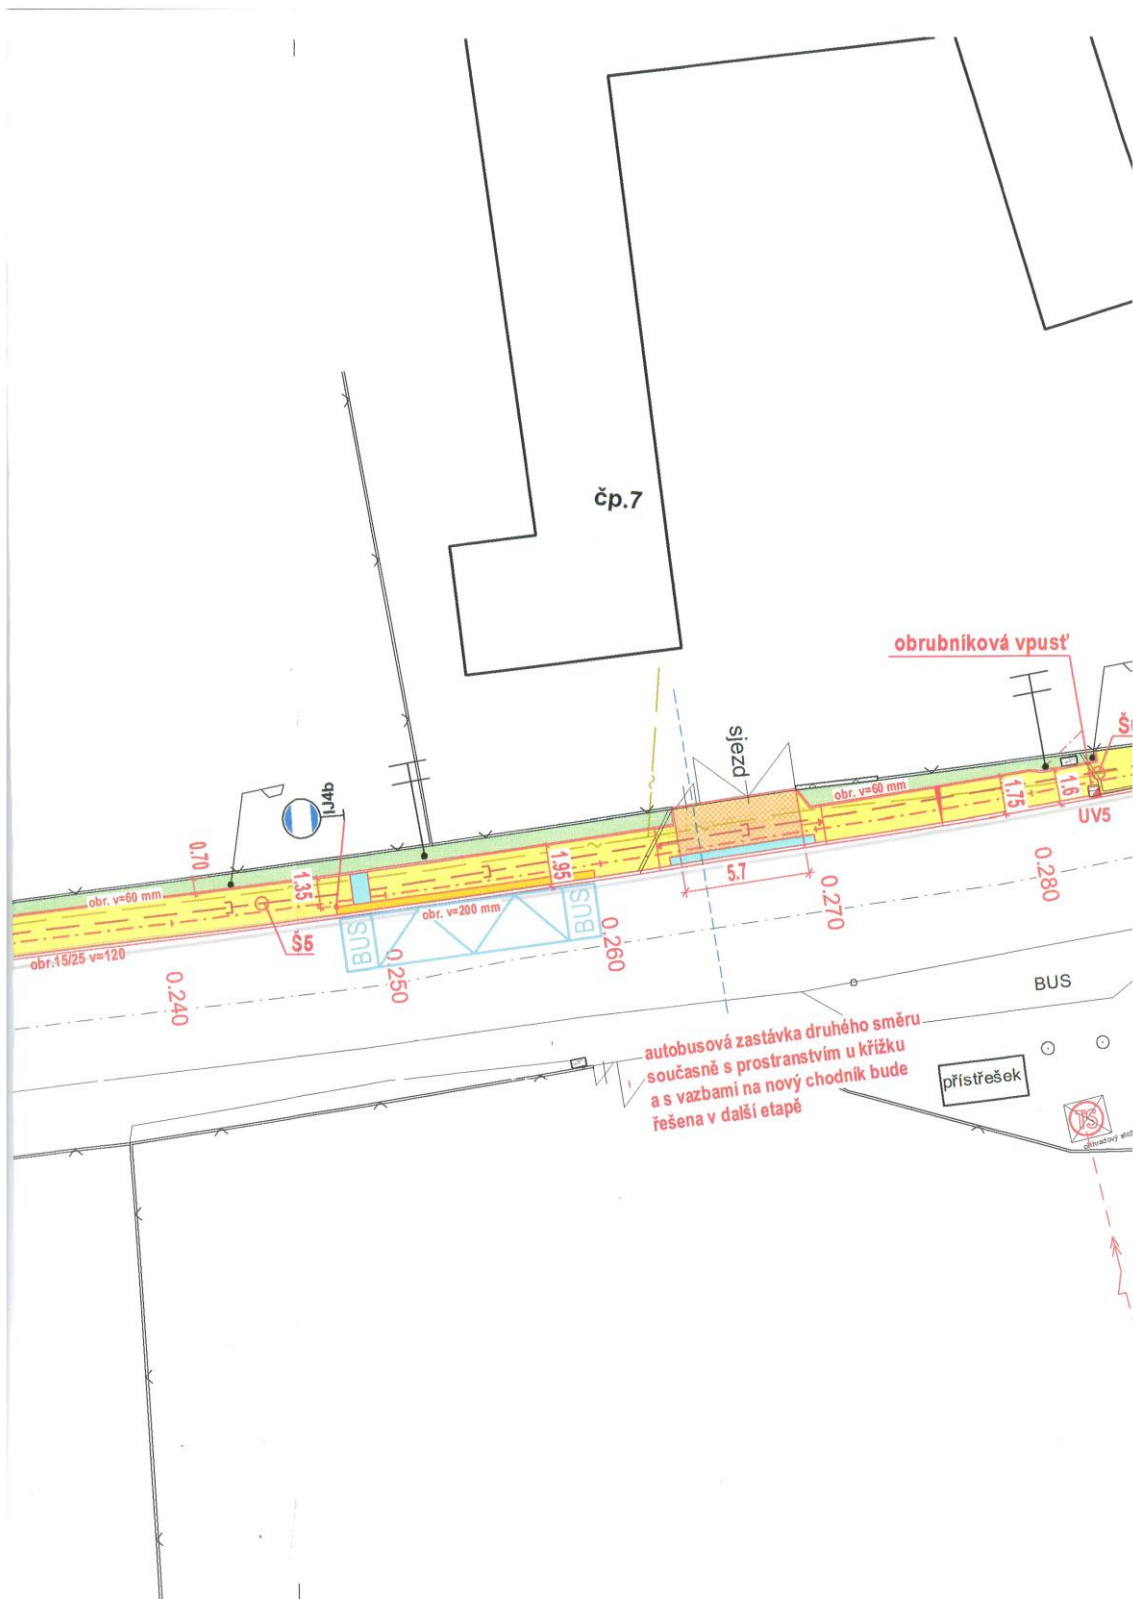 čp.7
obrubníková vpusť
sjezd
IJ4b
0.70
obr. v=60 mm
1.35
Š5
obr.15/25 v=120
1.95
obr. v=200 mm
BUS
BUS
5.7
obr. v=60 mm
1.75
1.6
UV5
0.240
0.250
0.260
0.270
0.280
BUS
autobusová zastávka druhého směru
současně s prostranstvím u křížku
a s vazbami na nový chodník bude
řešena v další etapě
přístřešek
TS